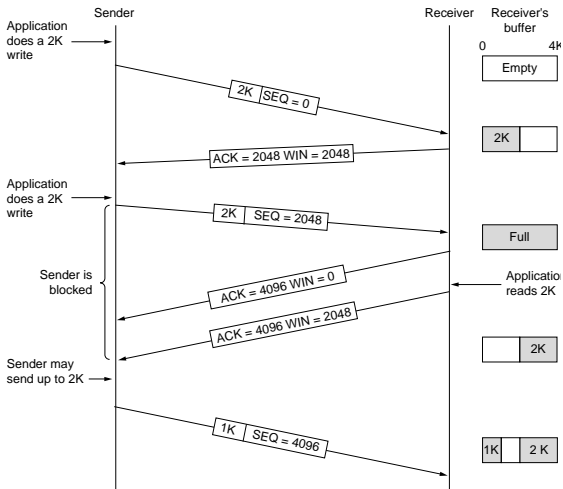 Sender
Receiver
Receiver's
buffer
Application
does a 2K
write
0 4K
Empty
2K SEQ = 0
2K
ACK = 2048 WIN = 2048
Application
does a 2K
write
2K SEQ = 2048
Full
Sender is
blocked
ACK = 4096 WIN = 0
Application
reads 2K
ACK = 4096 WIN = 2048
2K
Sender may
send up to 2K
1K SEQ = 4096
1K 2 K